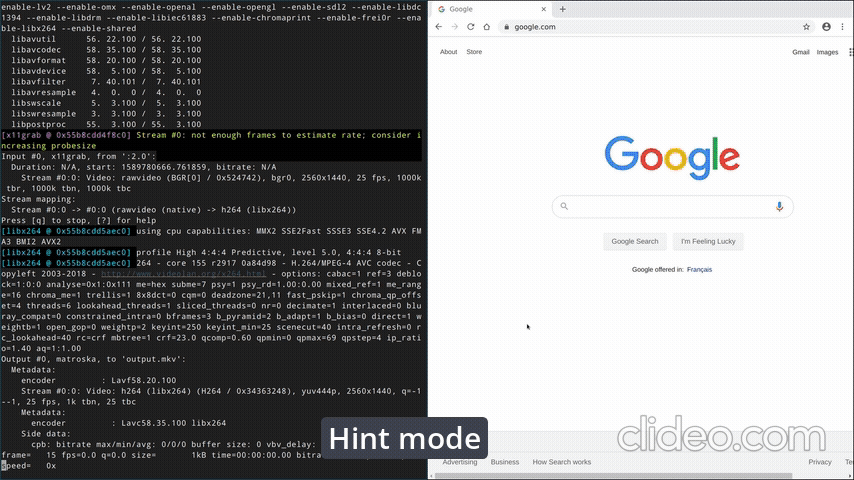 enable-lv2 --enable-omx --enable-openal --enable-opengl --enable-sdl2 --enable-libdc
1394 --enable-libdrm --enable-libiec61883 --enable-chromaprint --enable-frei0r --ena
ble-libx264 --enable-shared
libavutil 56. 22.100 / 56. 22.100
libavcodec 58. 35.100 / 58. 35.100
libavformat 58. 20.100 / 58. 20.100
libavdevice 58. 5.100 / 58. 5.100
libavfilter 7. 40.101 / 7. 40.101
libavresample 4. 0. 0 / 4. 0. 0
libswscale 5. 3.100 / 5. 3.100
libswresample 3. 3.100 / 3. 3.100
libpostproc 55. 3.100 / 55. 3.100
[x11grab @ 0x55b8cdd4f8c0] Stream #0: not enough frames to estimate rate; consider i
ncreasing probesize
Input #0, x11grab, from ':2.0':
Duration: N/A, start: 1589780666.761859, bitrate: N/A
Stream #0:0: Video: rawvideo (BGR[0] / 0x524742), bgr0, 2560x1440, 25 fps, 1000k
tbr, 1000k tbn, 1000k tbc
Stream mapping:
Stream #0:0 -> #0:0 (rawvideo (native) -> h264 (libx264))
Press [q] to stop, [?] for help
[libx264 @ 0x55b8cdd5aec0] using cpu capabilities: MMX2 SSE2Fast SSSE3 SSE4.2 AVX FM
A3 BMI2 AVX2
[libx264 @ 0x55b8cdd5aec0] profile High 4:4:4 Predictive, level 5.0, 4:4:4 8-bit
[libx264 @ 0x55b8cdd5aec0] 264 - core 155 r2917 0a84d98 - H.264/MPEG-4 AVC codec - C
opyleft 2003-2018 - http://www.videolan.org/x264.html - options: cabac=1 ref=3 deblo
ck=1:0:0 analyse=0x1:0x111 me=hex subme=7 psy=1 psy_rd=1.00:0.00 mixed_ref=1 me_rang
e=16 chroma_me=1 trellis=1 8x8dct=0 cqm=0 deadzone=21,11 fast_pskip=1 chroma_qp_offs
et=4 threads=6 lookahead_threads=1 sliced_threads=0 nr=0 decimate=1 interlaced=0 blu
ray_compat=0 constrained_intra=0 bframes=3 b_pyramid=2 b_adapt=1 b_bias=0 direct=1 w
eightb=1 open_gop=0 weightp=2 keyint=250 keyint_min=25 scenecut=40 intra_refresh=0 r
c_lookahead=40 rc=crf mbtree=1 crf=23.0 qcomp=0.60 qpmin=0 qpmax=69 qpstep=4 ip_rati
o=1.40 aq=1:1.00
Output #0, matroska, to 'output.mkv':
Metadata:
encoder : Lavf58.20.100
Stream #0:0: Video: h264 (libx264) (H264 / 0x34363248), yuv444p, 2560x1440, q=-1
--1, 25 fps, 1k tbn, 25 tbc
Metadata:
encoder : Lavc58.35.100 libx264
Side data:
cpb: bitrate max/min/avg: 0/0/0 buffer size: 0 vbv_delay:
frame= 15 fps=0.0 q=0.0 size= 1kB time=00:00:00.00 bitra
speed= 0x
Google
google.com
About Store
Gmail Images
Google
Google Search I'm Feeling Lucky
Google offered in: Français
Hint mode
clideo.com
Advertising Business How Search works Privacy Te